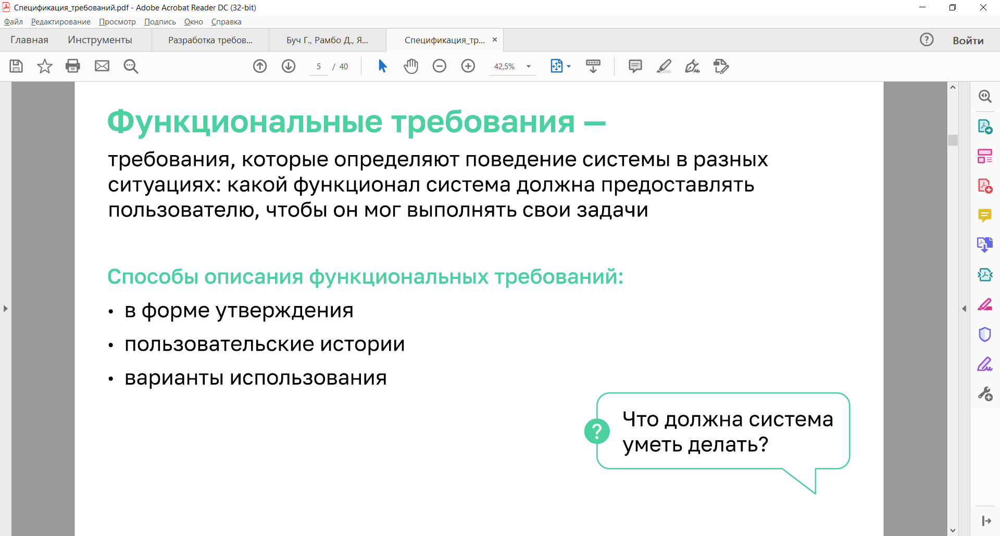 Спецификация_требований.pdf - Adobe Acrobat Reader DC (32-bit)
Файл Редактирование Просмотр Подпись Окно Справка
Главная Инструменты Разработка требов... Буч Г., Рамбо Д., Я... Спецификация_тр... Войти
5 / 40 42,5%
Функциональные требования —
требования, которые определяют поведение системы в разных
ситуациях: какой функционал система должна предоставлять
пользователю, чтобы он мог выполнять свои задачи
Способы описания функциональных требований:
• в форме утверждения
• пользовательские истории
• варианты использования
? Что должна система
уметь делать?